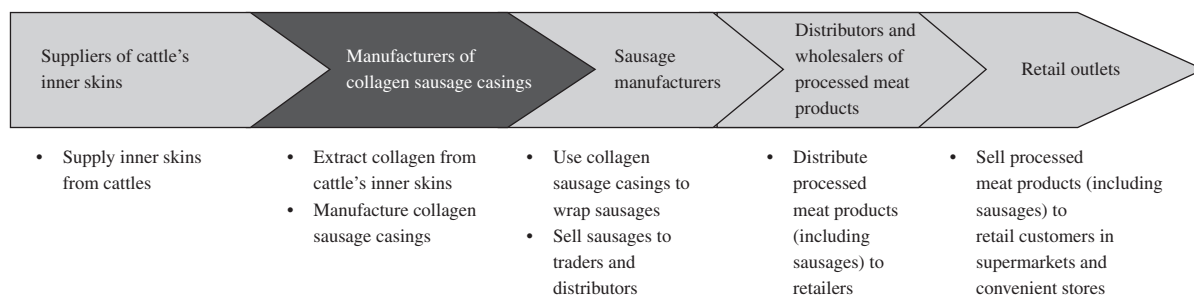 Suppliers of cattle's
inner skins
Manufacturers of
collagen sausage casings
Sausage
manufacturers
Distributors and
wholesalers of
processed meat
products
Retail outlets
• Supply inner skins
from cattles
• Extract collagen from
cattle's inner skins
• Manufacture collagen
sausage casings
• Use collagen
sausage casings to
wrap sausages
• Sell sausages to
traders and
distributors
• Distribute
processed
meat products
(including
sausages) to
retailers
• Sell processed
meat products (including
sausages) to
retail customers in
supermarkets and
convenient stores